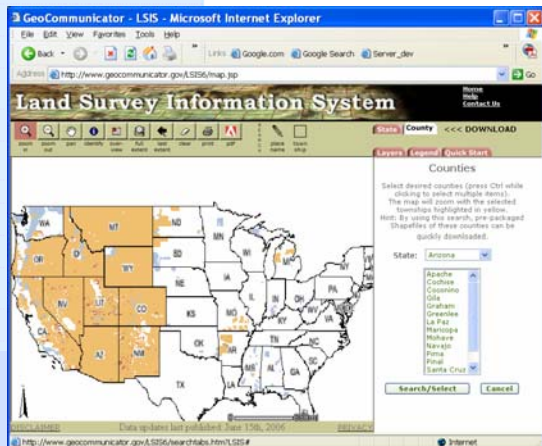 GeoCommunicator - LSIS - Microsoft Internet Explorer
File Edit View Favorites Tools Help
Back Links Google.com Google Search Server_dev
Address http://www.geocommunicator.gov/LSIS6/map.jsp Go
Land Survey Information System
Home
Help
Contact Us
zoom in
zoom out
pan
identify
over-view
full extent
last extent
clear
print
pdf
place name
town ship
State County <<< DOWNLOAD
Layers Legend Quick Start
Counties
Select desired counties (press Ctrl while
clicking to select multiple items).
The map will zoom with the selected
townships highlighted in yellow.
Hint: By using this search, pre-packaged
Shapefiles of these counties can be
quickly downloaded.
State: Arizona
Apache
Cochise
Coconino
Gila
Graham
Greenlee
La Paz
Maricopa
Mohave
Navajo
Pima
Pinal
Santa Cruz
Search/Select Cancel
WA MT ND MN
OR ID SD WI MI
WY IA NY
NE PA
NV UT CO IL IN OH
CA KS MO KY WV VA
AZ NM OK AR TN NC
MS AL GA SC
TX LA
FL
DISCLAIMER Data updates last published: June 15th, 2006 PRIVACY
http://www.geocommunicator.gov/LSIS6/searchtabs.htm?LSIS# Internet